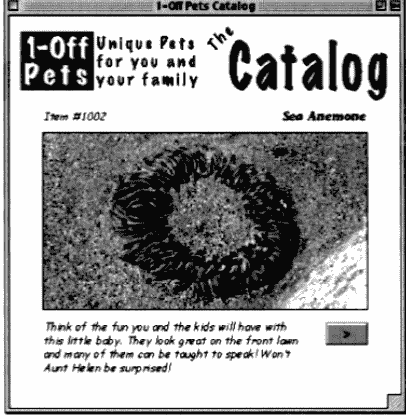 1-Off Pets Catalog
1-Off
Pets
Unique Pets
for you and
your family
The
Catalog
Item #1002
Sea Anemone
Think of the fun you and the kids will have with
this little baby. They look great on the front lawn
and many of them can be taught to speak! Won't
Aunt Helen be surprised!
>